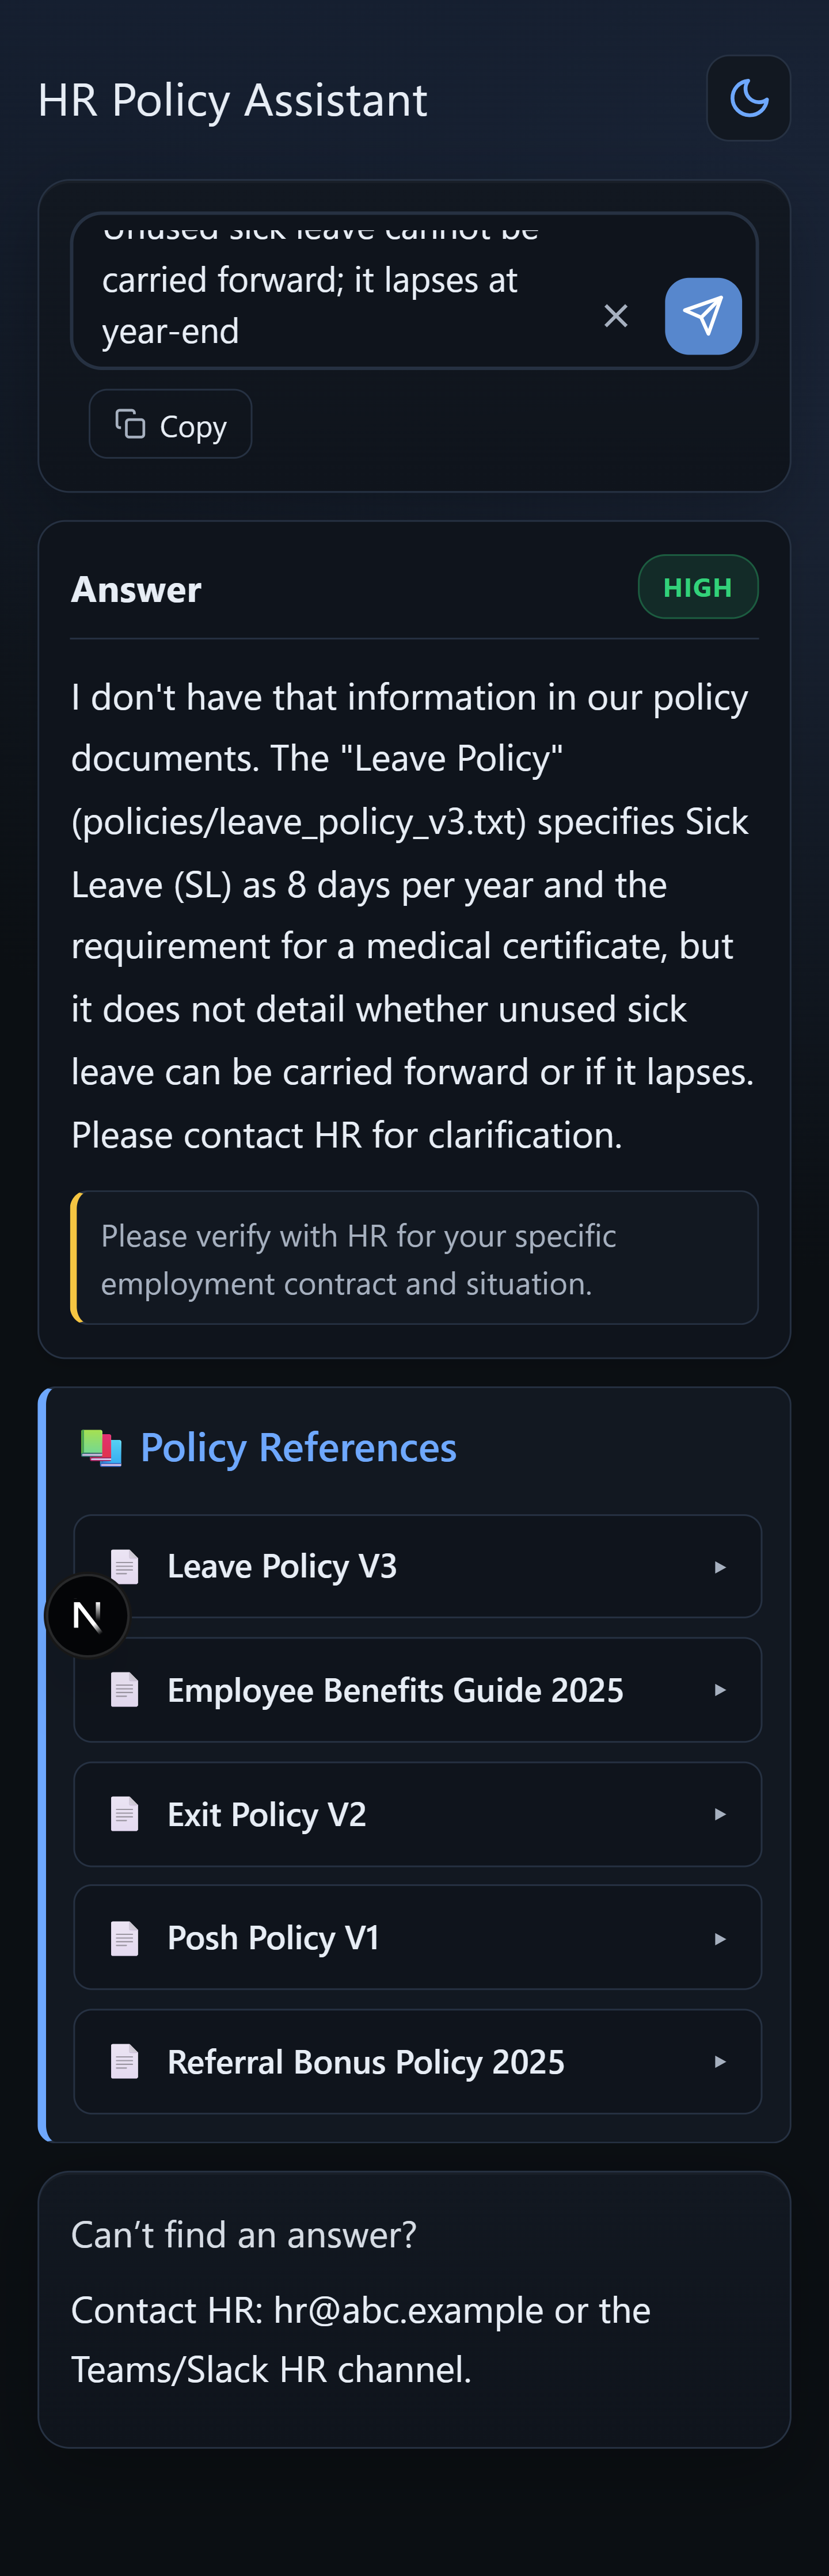 HR Policy Assistant
Unused sick leave cannot be
carried forward; it lapses at
year-end
Copy
Answer
HIGH
I don't have that information in our policy
documents. The "Leave Policy"
(policies/leave_policy_v3.txt) specifies Sick
Leave (SL) as 8 days per year and the
requirement for a medical certificate, but
it does not detail whether unused sick
leave can be carried forward or if it lapses.
Please contact HR for clarification.
Please verify with HR for your specific
employment contract and situation.
Policy References
Leave Policy V3
N
Employee Benefits Guide 2025
Exit Policy V2
Posh Policy V1
Referral Bonus Policy 2025
Can’t find an answer?
Contact HR: hr@abc.example or the
Teams/Slack HR channel.